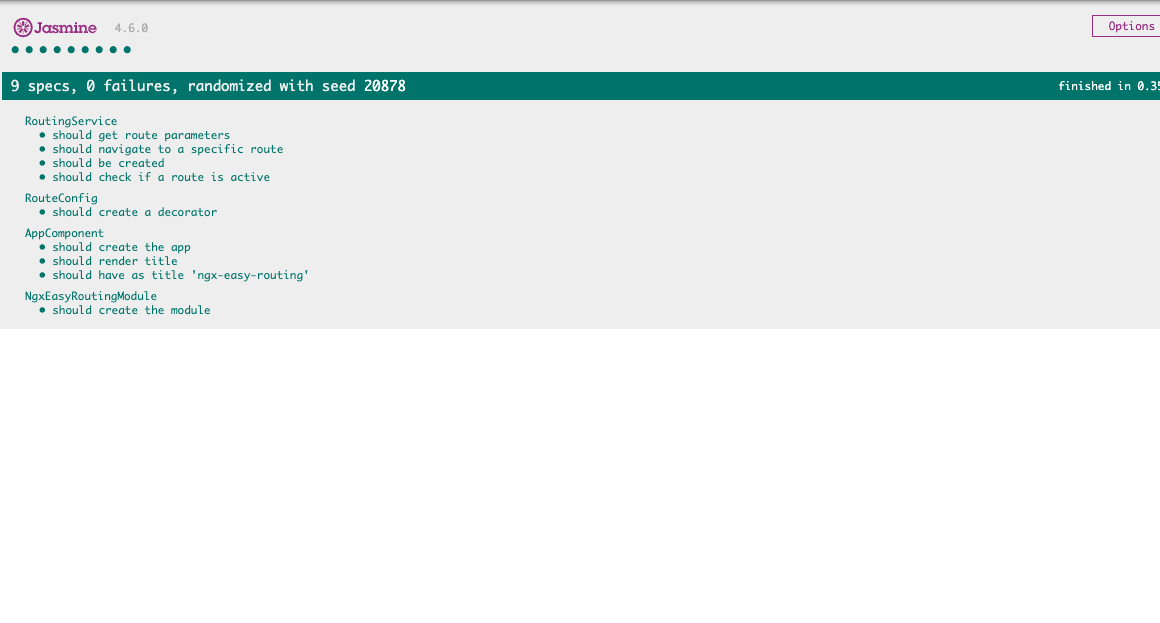 Jasmine 4.6.0
Options
9 specs, 0 failures, randomized with seed 20878
finished in 0.35
RoutingService
• should get route parameters
• should navigate to a specific route
• should be created
• should check if a route is active
RouteConfig
• should create a decorator
AppComponent
• should create the app
• should render title
• should have as title 'ngx-easy-routing'
NgxEasyRoutingModule
• should create the module